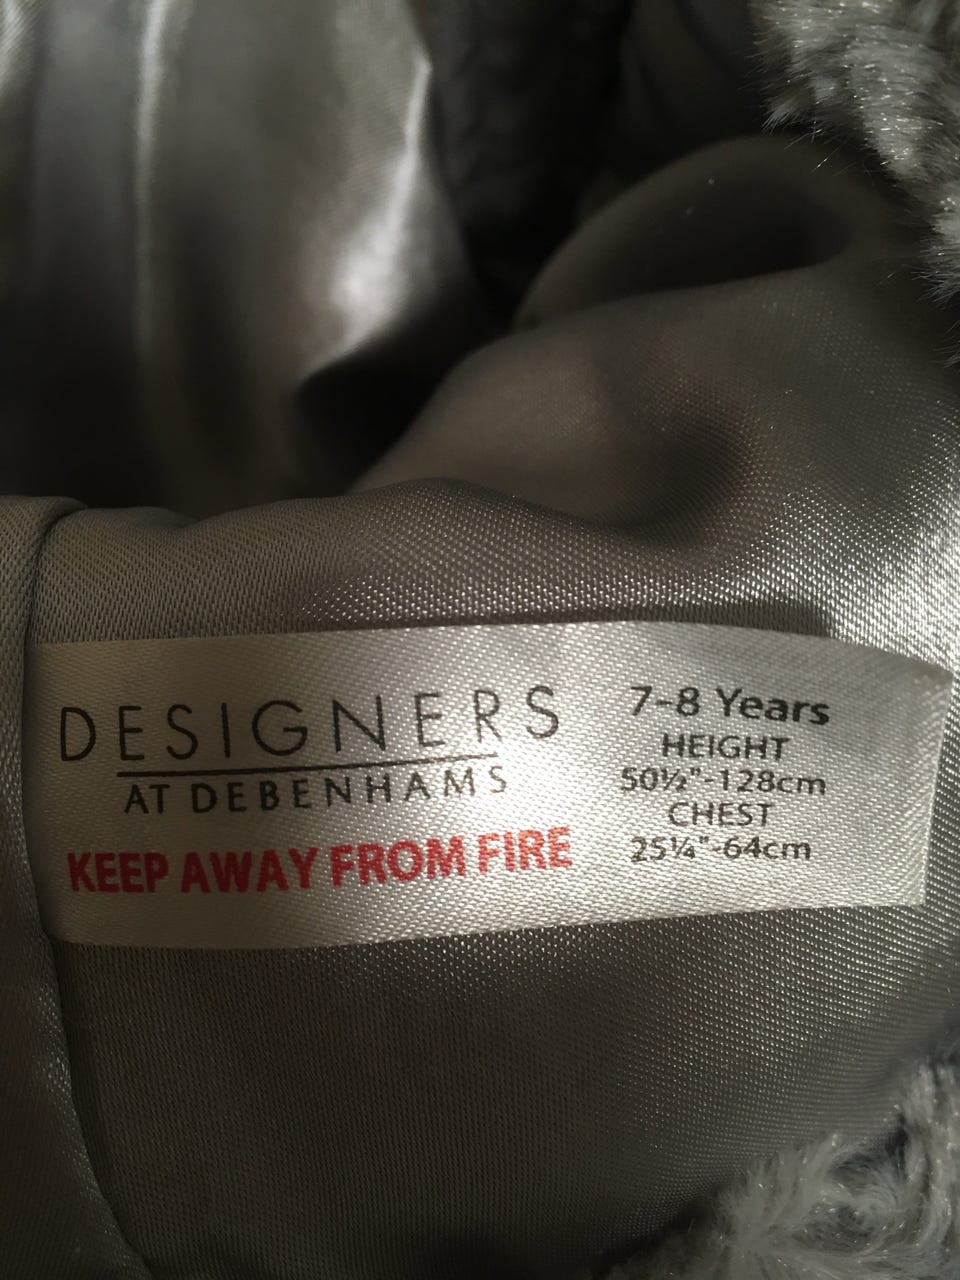 DESIGNERS
AT DEBENHAMS
KEEP AWAY FROM FIRE
7-8 Years
HEIGHT
50½"-128cm
CHEST
25¼"-64cm